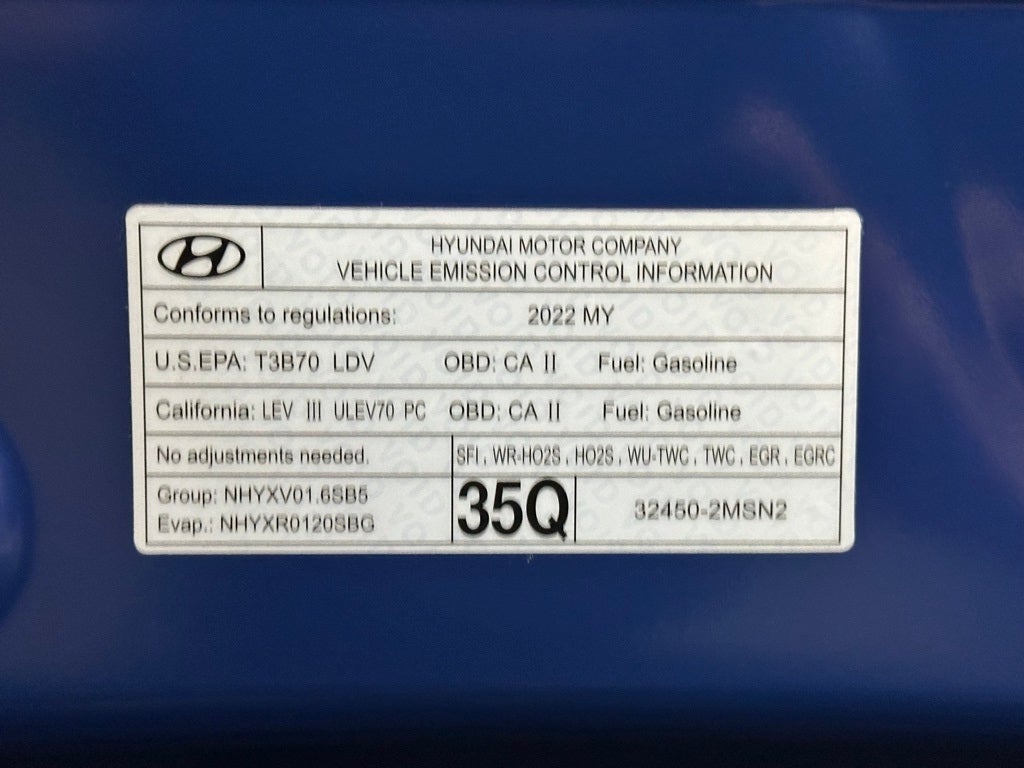 HYUNDAI MOTOR COMPANY
VEHICLE EMISSION CONTROL INFORMATION
Conforms to regulations: 2022 MY
U.S.EPA: T3B70 LDV OBD: CA II Fuel: Gasoline
California: LEV III ULEV70 PC OBD: CA II Fuel: Gasoline
No adjustments needed. SFI, WR-HO2S, HO2S, WU-TWC, TWC, EGR, EGRC
Group: NHYXV01.6SB5
Evap.: NHYXR0120SBG
35Q
32450-2MSN2